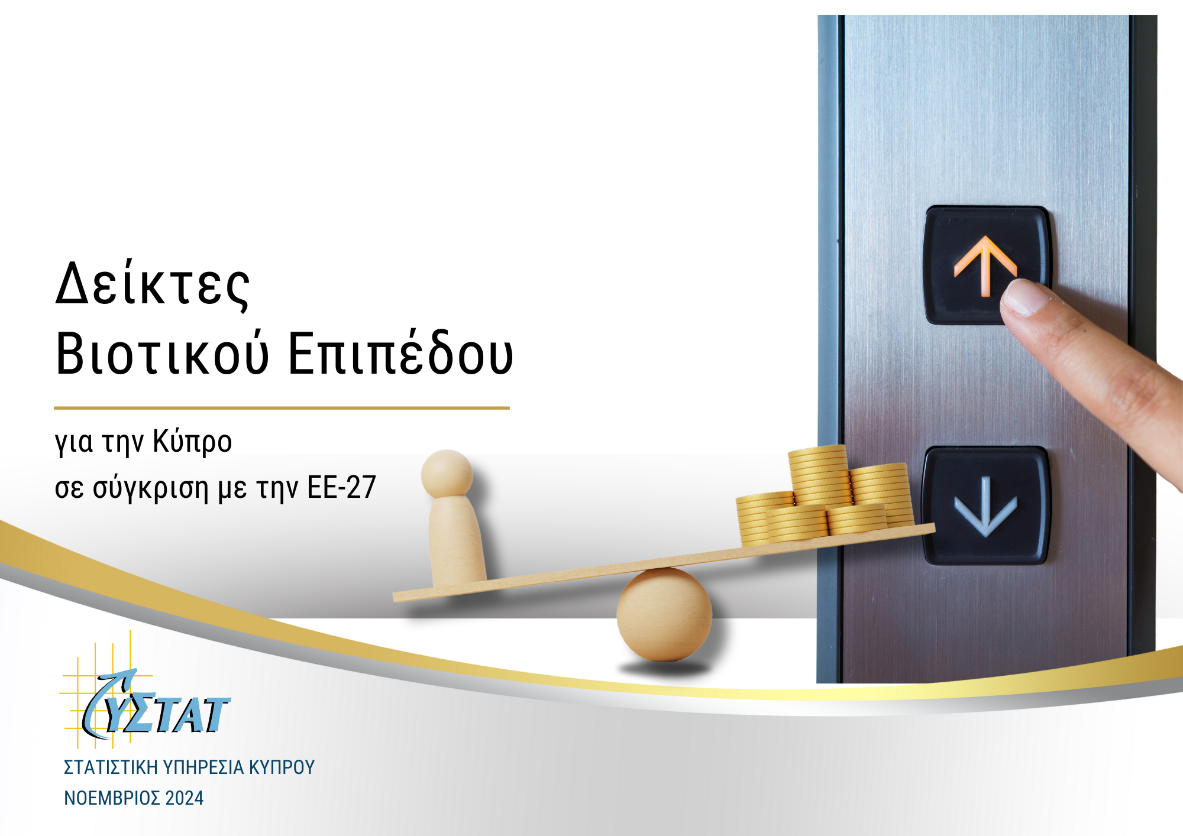 Δείκτες
Βιοτικού Επιπέδου
για την Κύπρο
σε σύγκριση με την ΕΕ-27
ΥΣΤΑΤ
ΣΤΑΤΙΣΤΙΚΗ ΥΠΗΡΕΣΙΑ ΚΥΠΡΟΥ
ΝΟΕΜΒΡΙΟΣ 2024